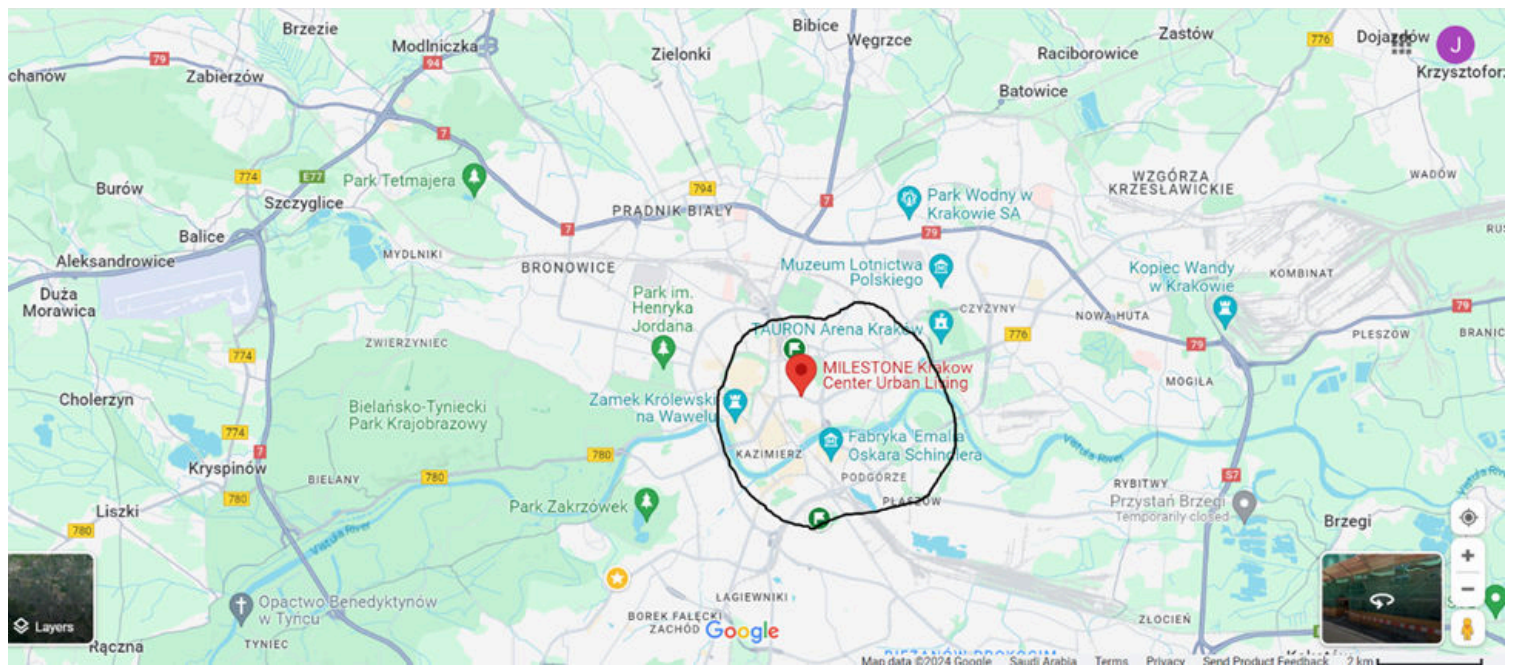 Brzezie
Bibice
Węgrzce
Zastów
776
Modlniczka
94
Zielonki
Raciborowice
J
79
chanów
Zabierzów
Batowice
7
774
E77
Park Tetmajera
Burów
Szczyglice
794
PRĄDNIK BIAŁY
7
Park Wodny w
Krakowie SA
WZGÓRZA
KRZESŁAWICKIE
WADÓW
7
79
Balice
Aleksandrowice
MYDLNIKI
BRONOWICE
Muzeum Lotnictwa
Polskiego
Kopiec Wandy
w Krakowie
KOMBINAT
Duża
Morawica
Park im.
Henryka
Jordana
CZYŻYNY
NOWA HUTA
79
TAURON Arena Kraków
776
79
PLESZÓW
BRANIC
ZWIERZYNIEC
774
MILESTONE Krakow
Center Urban Living
MOGIŁA
Cholerzyn
Zamek Królewski
na Wawelu
Bielańsko-Tyniecki
Park Krajobrazowy
774
7
780
KAZIMIERZ
Fabryka Emalia
Oskara Schindlera
Vistula River
Kryspinów
BIELANY
780
PODGÓRZE
RYBITWY
S7
Vistula River
780
Liszki
780
Park Zakrzówek
PŁASZÓW
Przystań Brzegi
Temporarily closed
Brzegi
Vistula River
Layers
Opactwo Benedyktynów
w Tyńcu
TYNIEC
Rączna
ŁAGIEWNIKI
BOREK FAŁĘCKI
ZACHÓD
Google
ZŁOCIEŃ
Map data ©2024 Google Saudi Arabia Terms Privacy Send Product Feedback 2 km